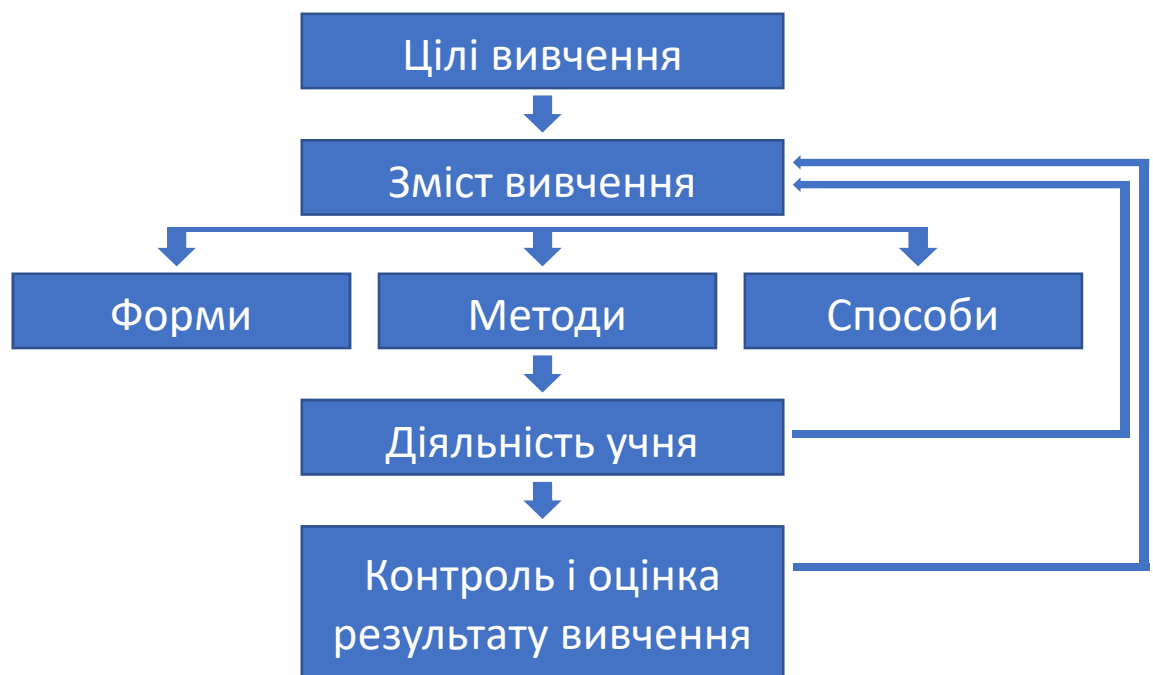 Цілі вивчення
Зміст вивчення
Форми
Методи
Способи
Діяльність учня
Контроль і оцінка
результату вивчення